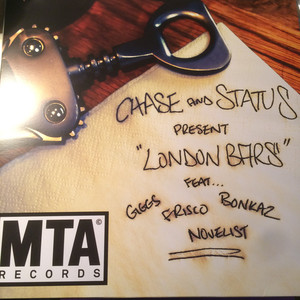 CHASE AND STATUS
PRESENT
"LONDON BARS"
FEAT...
GIGGS FRISCO BONKAZ
NOVELIST
MTA©
RECORDS